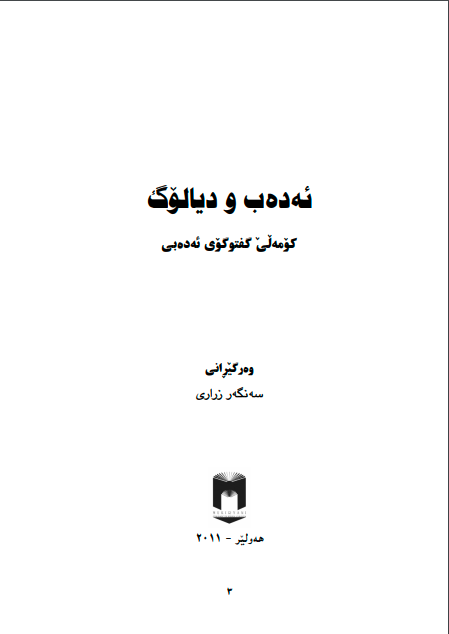 ئەدەب و دیالۆگ
کۆمەڵێ گفتوگۆی ئەدەبی
وەرگێڕانی
سەنگەر زراری
هەولێر - ٢٠١١
٣